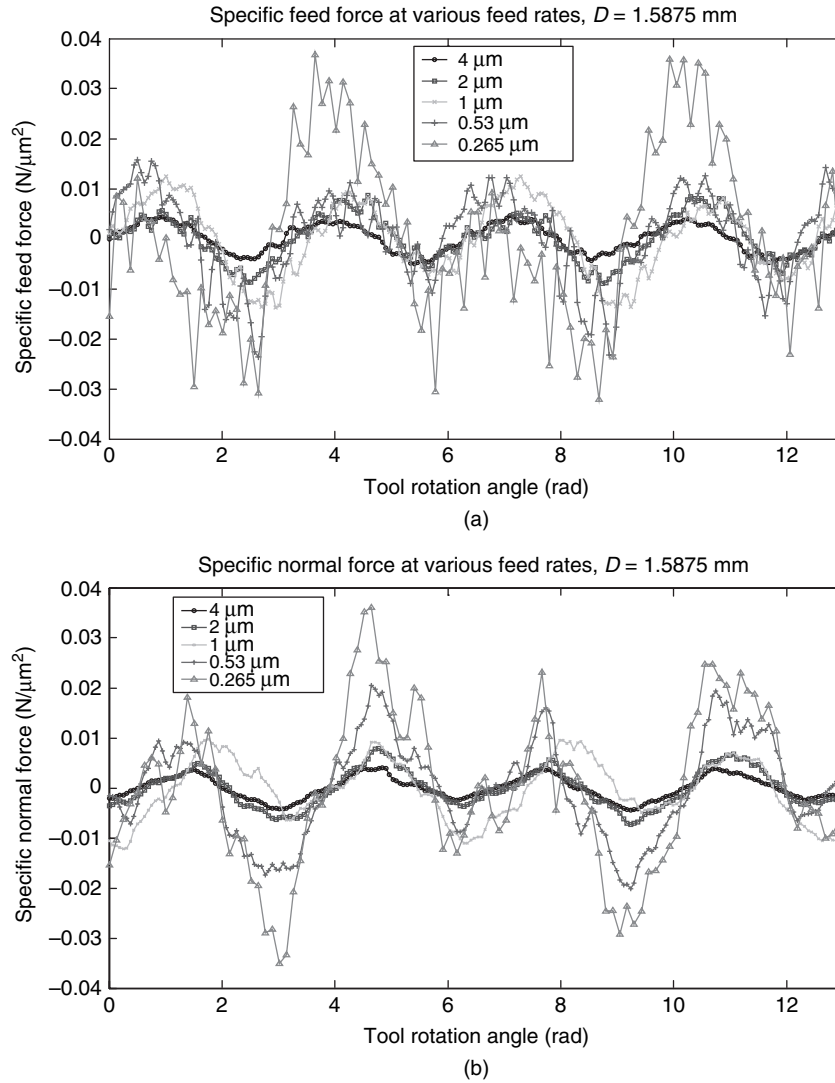 Specific feed force at various feed rates, D = 1.5875 mm
0.04
0.03
0.02
0.01
0
−0.01
−0.02
−0.03
−0.04
Specific feed force (N/μm²)
4 μm
2 μm
1 μm
0.53 μm
0.265 μm
0 2 4 6 8 10 12
Tool rotation angle (rad)
(a)
Specific normal force at various feed rates, D = 1.5875 mm
0.04
0.03
0.02
0.01
0
−0.01
−0.02
−0.03
−0.04
Specific normal force (N/μm²)
4 μm
2 μm
1 μm
0.53 μm
0.265 μm
0 2 4 6 8 10 12
Tool rotation angle (rad)
(b)